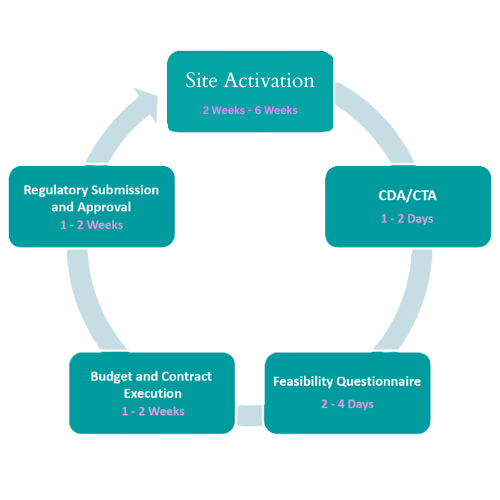 Site Activation
2 Weeks - 6 Weeks
CDA/CTA
1 - 2 Days
Feasibility Questionnaire
2 - 4 Days
Budget and Contract
Execution
1 - 2 Weeks
Regulatory Submission
and Approval
1 - 2 Weeks